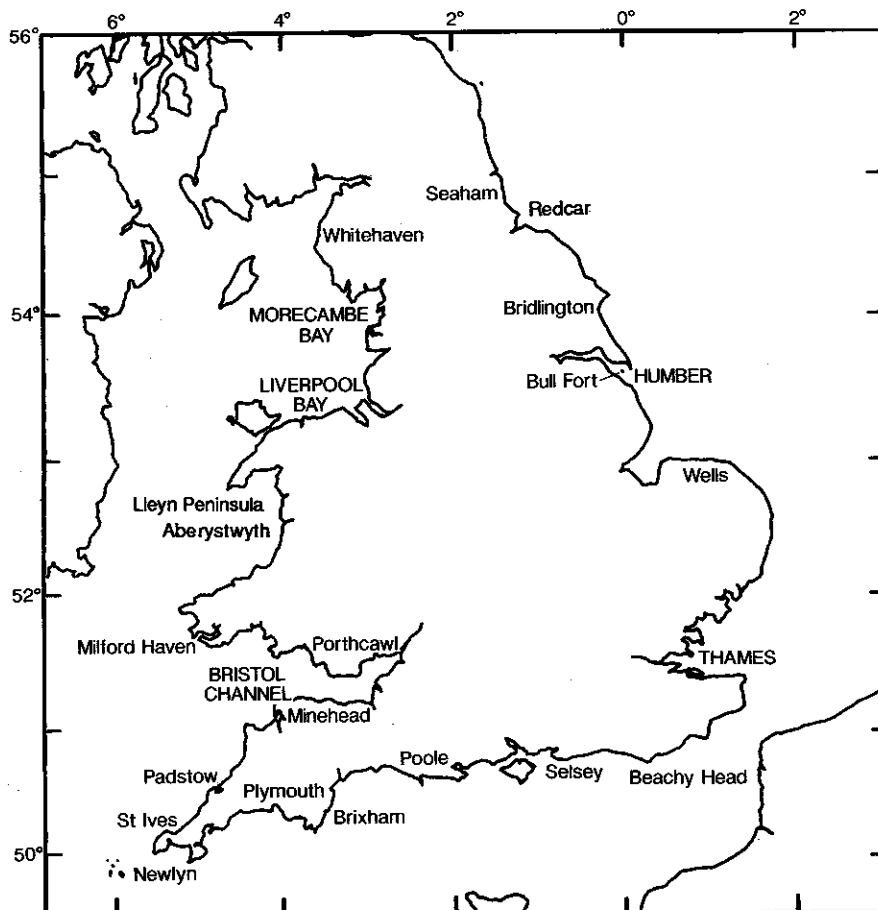 6° 4° 2° 0° 2°
56°
Seaham
Redcar
Whitehaven
Bridlington
54°
MORECAMBE
BAY
Bull Fort
HUMBER
LIVERPOOL
BAY
Wells
Lleyn Peninsula
Aberystwyth
52°
Milford Haven
Porthcawl
THAMES
BRISTOL
CHANNEL
Minehead
Padstow
Plymouth
Poole
Selsey
Beachy Head
St Ives
Brixham
50°
Newlyn